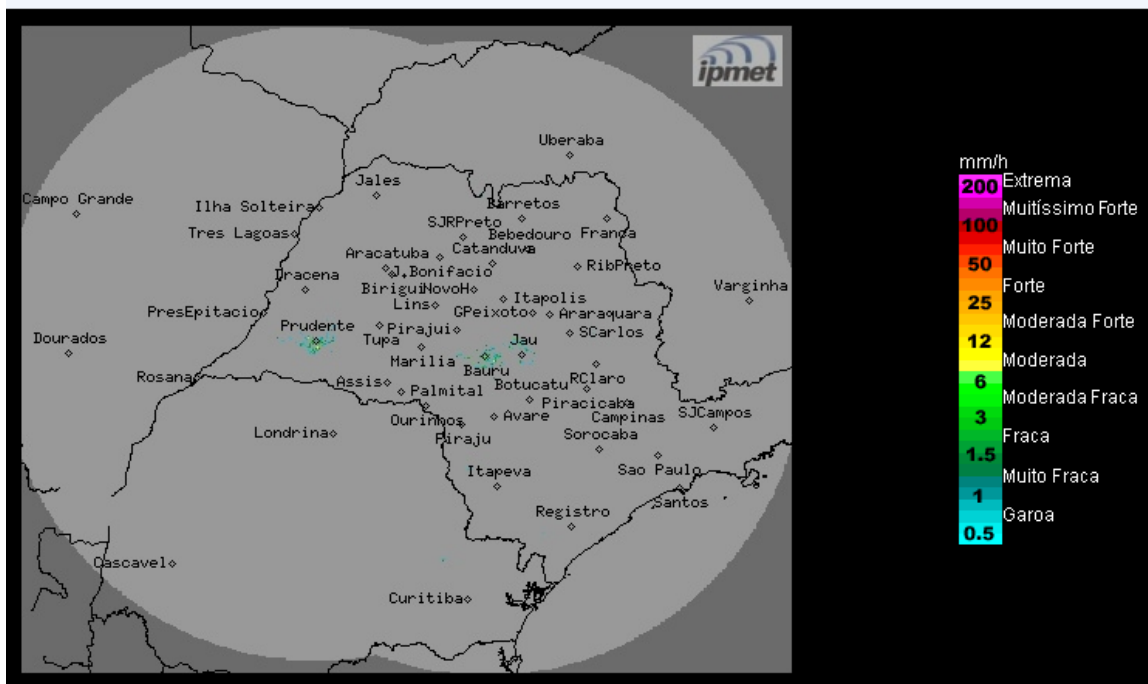 ipmet
Uberaba
Jales
Campo Grande
Ilha Solteira
Barretos
SJRPreto
Tres Lagoas
Bebedouro
Franca
Catanduva
Aracatuba
RibPreto
J.Bonifacio
Dracena
Birigui
NovoH
Varginha
Itapolis
Lins
PresEpitacio
GPeixoto
Araraquara
Prudente
Pirajui
SCarlos
Dourados
Tupa
Jau
Marilia
Bauru
Rosana
Assis
RClaro
Botucatu
Palmital
Piracicaba
Ourinhos
Avare
Campinas
SJCampos
Londrina
Piraju
Sorocaba
Itapeva
Sao Paulo
Santos
Registro
Cascavel
Curitiba
mm/h
200 Extrema
Muitíssimo Forte
100
Muito Forte
50
Forte
25
Moderada Forte
12
Moderada
6
Moderada Fraca
3
Fraca
1.5
Muito Fraca
1
Garoa
0.5